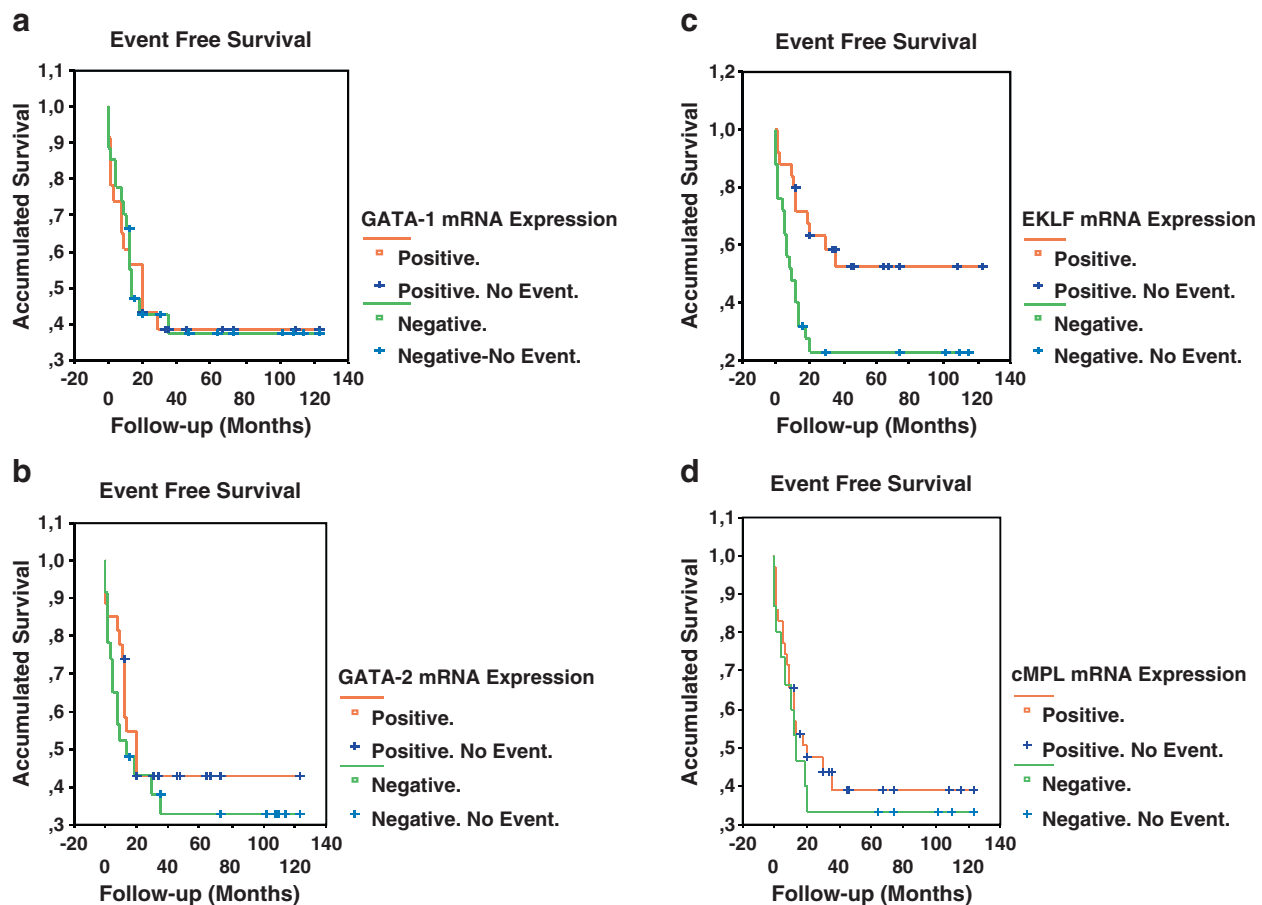 a
Event Free Survival
Accumulated Survival
1,1
1,0
,9
,8
,7
,6
,5
,4
,3
-20 20 60 100 140
0 40 80 120
Follow-up (Months)
GATA-1 mRNA Expression
Positive.
Positive. No Event.
Negative.
Negative-No Event.
b
Event Free Survival
Accumulated Survival
1,1
1,0
,9
,8
,7
,6
,5
,4
,3
-20 20 60 100 140
0 40 80 120
Follow-up (Months)
GATA-2 mRNA Expression
Positive.
Positive. No Event.
Negative.
Negative. No Event.
c
Event Free Survival
Accumulated Survival
1,2
1,0
,8
,6
,4
,2
-20 20 60 100 140
0 40 80 120
Follow-up (Months)
EKLF mRNA Expression
Positive.
Positive. No Event.
Negative.
Negative. No Event.
d
Event Free Survival
Accumulated Survival
1,1
1,0
,9
,8
,7
,6
,5
,4
,3
-20 20 60 100 140
0 40 80 120
Follow-up (Months)
cMPL mRNA Expression
Positive.
Positive. No Event.
Negative.
Negative. No Event.